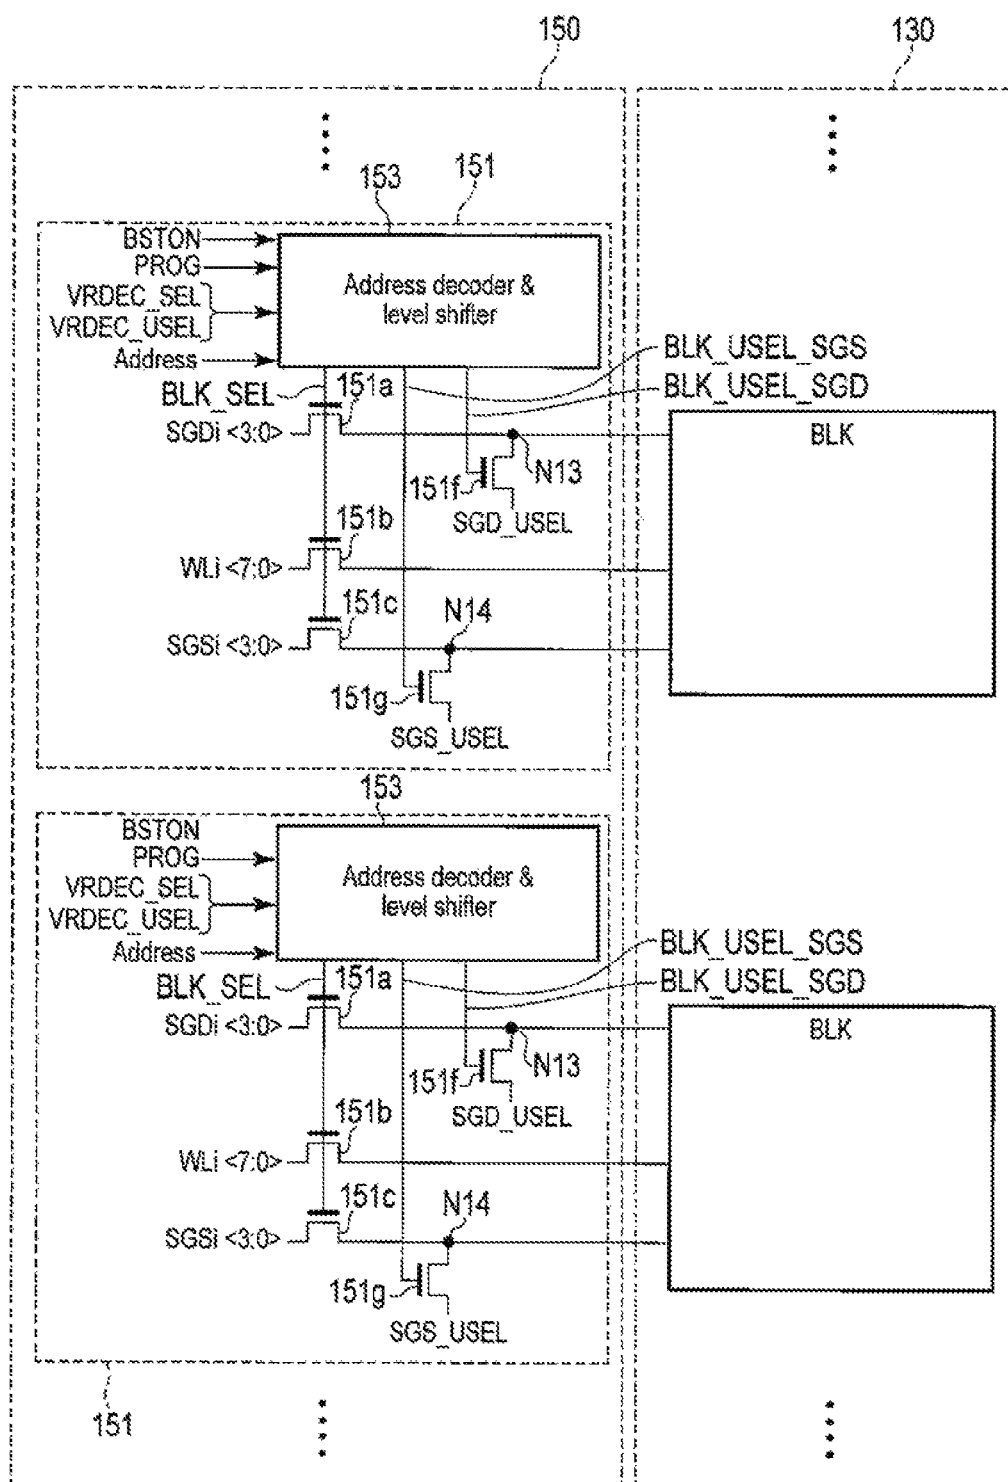 150
130
153
151
BSTON
PROG
VRDEC_SEL
VRDEC_USEL
Address
Address decoder &
level shifter
BLK_SEL
151a
BLK_USEL_SGS
BLK_USEL_SGD
SGDi <3:0>
BLK
151f
N13
SGD_USEL
151b
WLi <7:0>
151c
N14
SGSi <3:0>
151g
SGS_USEL
153
BSTON
PROG
VRDEC_SEL
VRDEC_USEL
Address
Address decoder &
level shifter
BLK_SEL
151a
BLK_USEL_SGS
BLK_USEL_SGD
SGDi <3:0>
BLK
151f
N13
SGD_USEL
151b
WLi <7:0>
151c
N14
SGSi <3:0>
151g
SGS_USEL
151